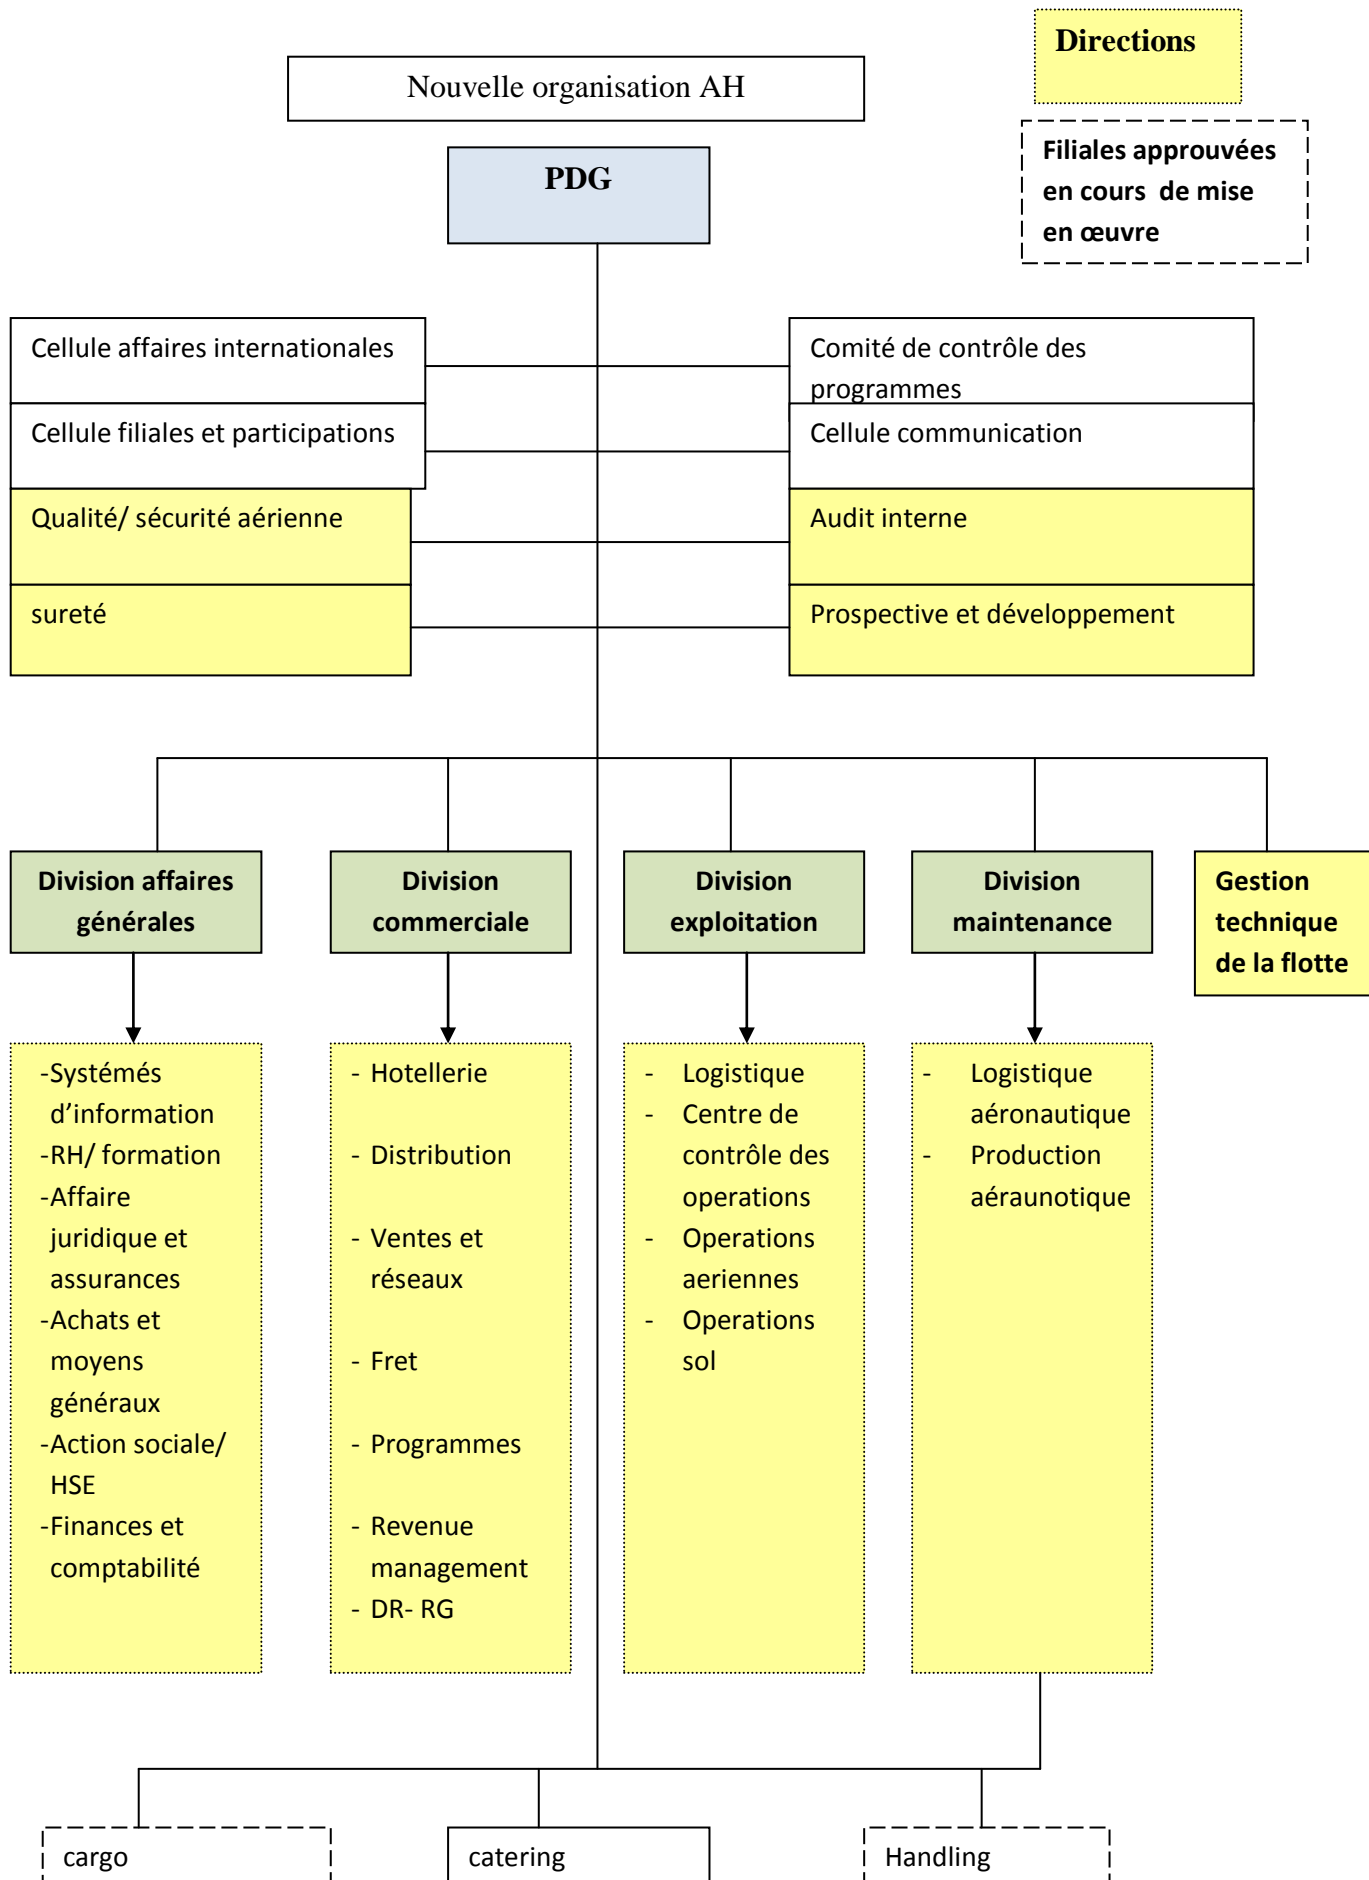 Directions
Nouvelle organisation AH
Filiales approuvées
en cours de mise
en œuvre
PDG
Cellule affaires internationales
Comité de contrôle des
programmes
Cellule filiales et participations
Cellule communication
Qualité/ sécurité aérienne
Audit interne
sureté
Prospective et développement
Division affaires
générales
Division
commerciale
Division
exploitation
Division
maintenance
Gestion
technique
de la flotte
-Systémés
d’information
-RH/ formation
-Affaire
juridique et
assurances
-Achats et
moyens
généraux
-Action sociale/
HSE
-Finances et
comptabilité
- Hotellerie
- Distribution
- Ventes et
réseaux
- Fret
- Programmes
- Revenue
management
- DR- RG
- Logistique
- Centre de
contrôle des
operations
- Operations
aeriennes
- Operations
sol
- Logistique
aéronautique
- Production
aéraunotique
cargo
catering
Handling